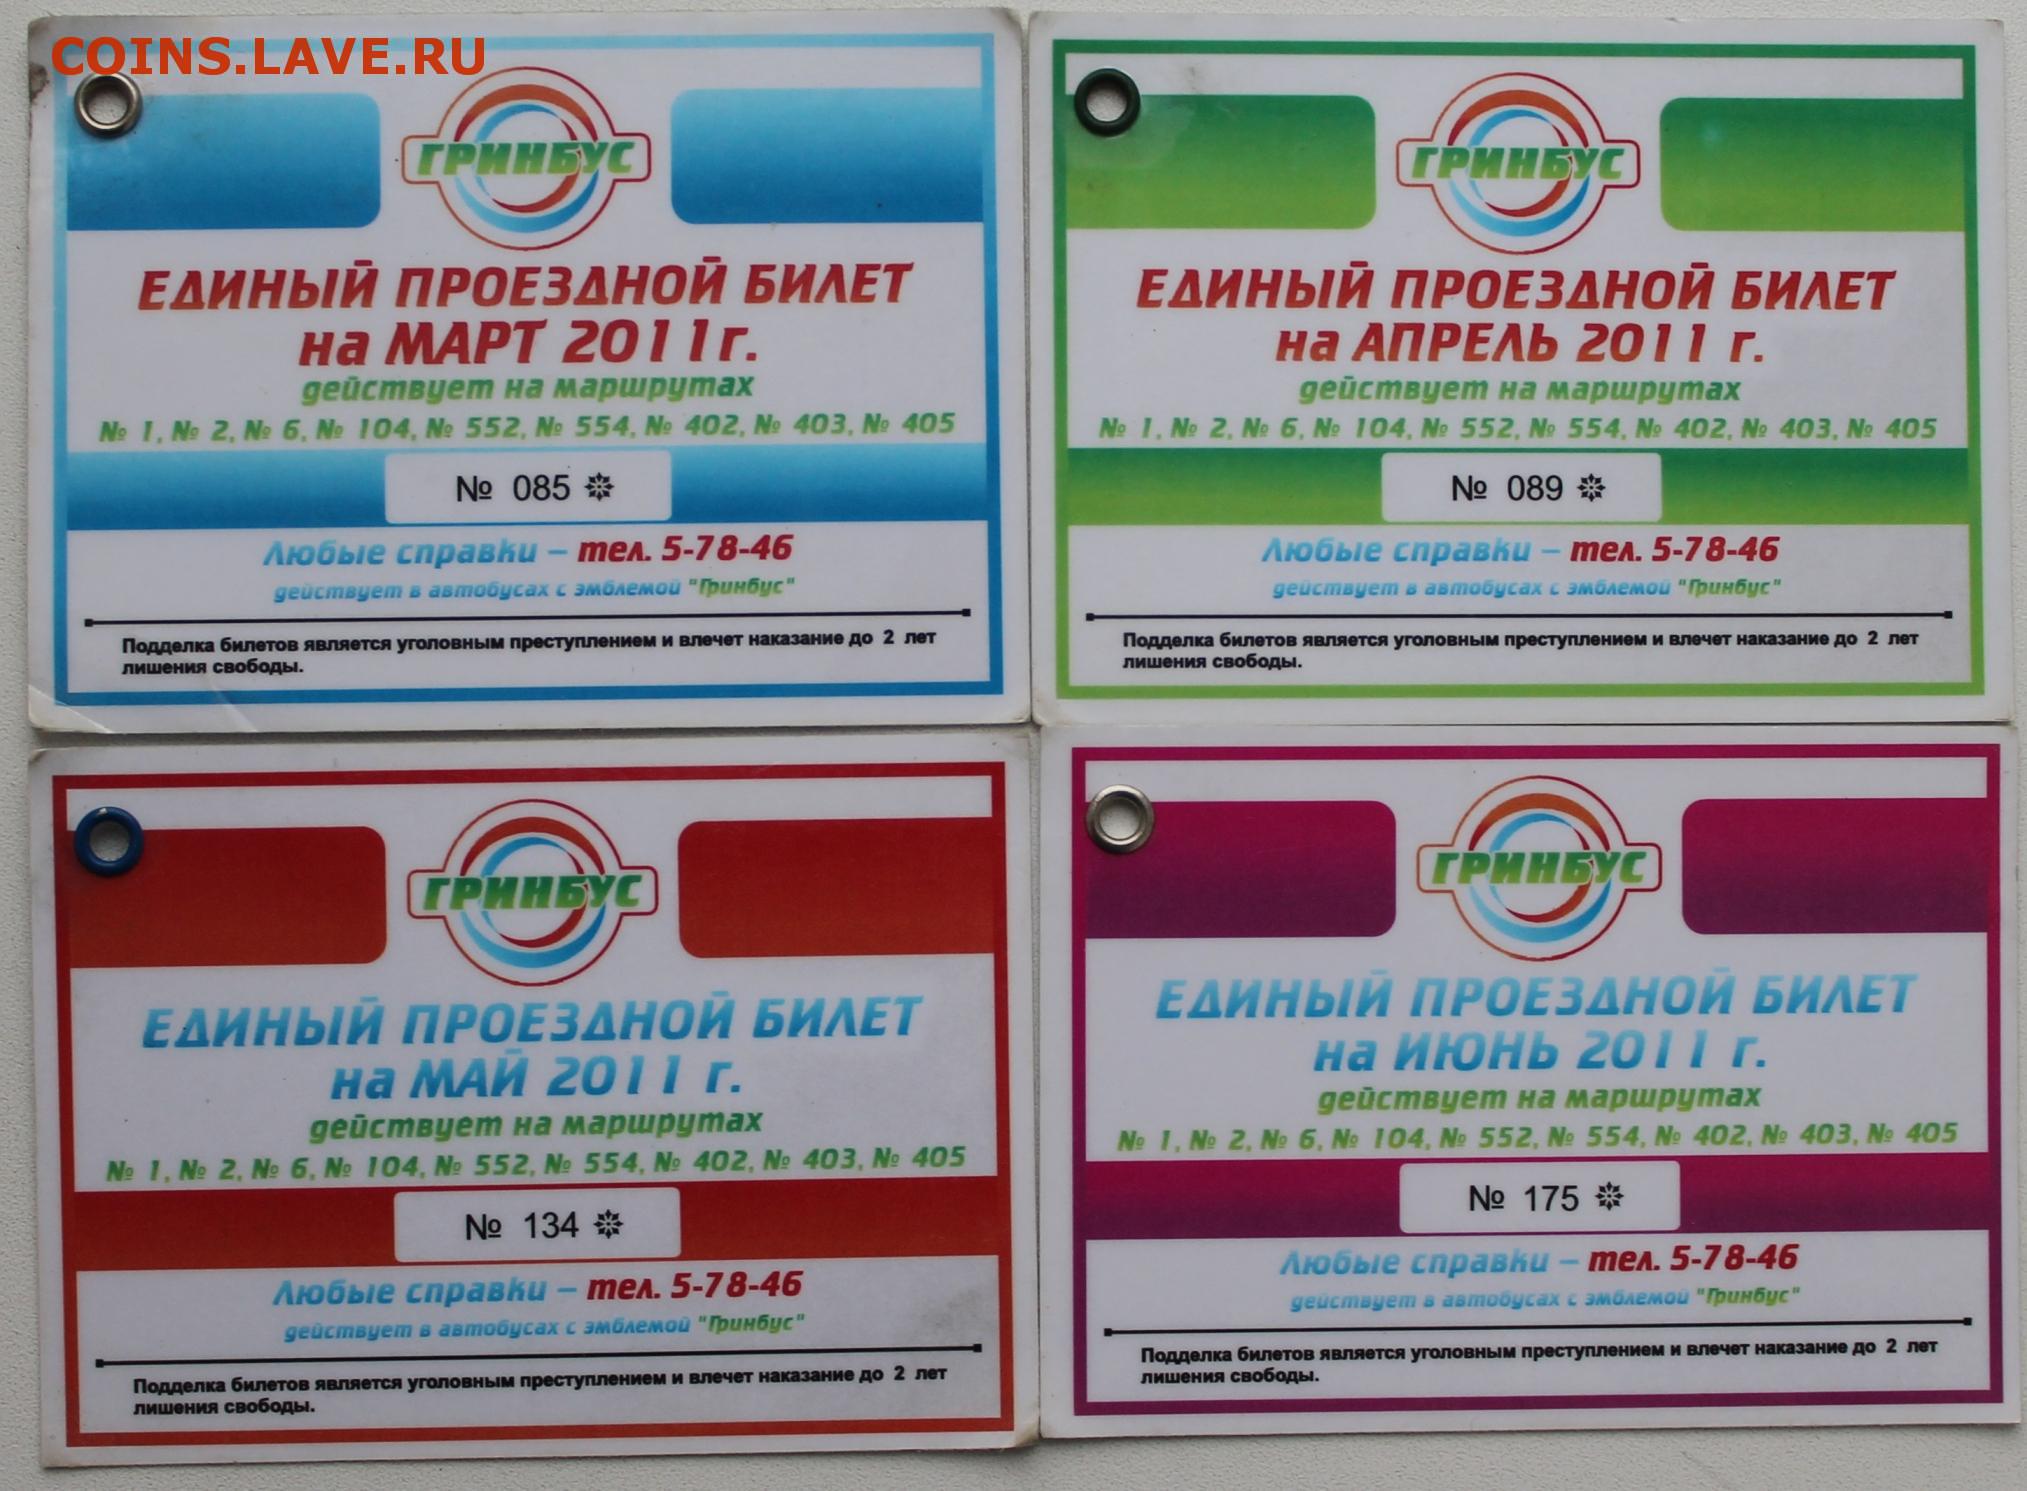 COINS.LAVE.RU
ГРИНБУС
ЕДИНЫЙ ПРОЕЗДНОЙ БИЛЕТ
на МАРТ 2011г.
действует на маршрутах
№ 1, № 2, № 6, № 104, № 552, № 554, № 402, № 403, № 405
№ 085
Любые справки – тел. 5-78-46
действует в автобусах с эмблемой "Гринбус"
Подделка билетов является уголовным преступлением и влечет наказание до 2 лет
лишения свободы.
ГРИНБУС
ЕДИНЫЙ ПРОЕЗДНОЙ БИЛЕТ
на АПРЕЛЬ 2011 г.
действует на маршрутах
№ 1, № 2, № 6, № 104, № 552, № 554, № 402, № 403, № 405
№ 089
Любые справки – тел. 5-78-46
действует в автобусах с эмблемой "Гринбус"
Подделка билетов является уголовным преступлением и влечет наказание до 2 лет
лишения свободы.
ГРИНБУС
ЕДИНЫЙ ПРОЕЗДНОЙ БИЛЕТ
на МАЙ 2011 г.
действует на маршрутах
№ 1, № 2, № 6, № 104, № 552, № 554, № 402, № 403, № 405
№ 134
Любые справки – тел. 5-78-46
действует в автобусах с эмблемой "Гринбус"
Подделка билетов является уголовным преступлением и влечет наказание до 2 лет
лишения свободы.
ГРИНБУС
ЕДИНЫЙ ПРОЕЗДНОЙ БИЛЕТ
на ИЮНЬ 2011 г.
действует на маршрутах
№ 1, № 2, № 6, № 104, № 552, № 554, № 402, № 403, № 405
№ 175
Любые справки – тел. 5-78-46
действует в автобусах с эмблемой "Гринбус"
Подделка билетов является уголовным преступлением и влечет наказание до 2 лет
лишения свободы.